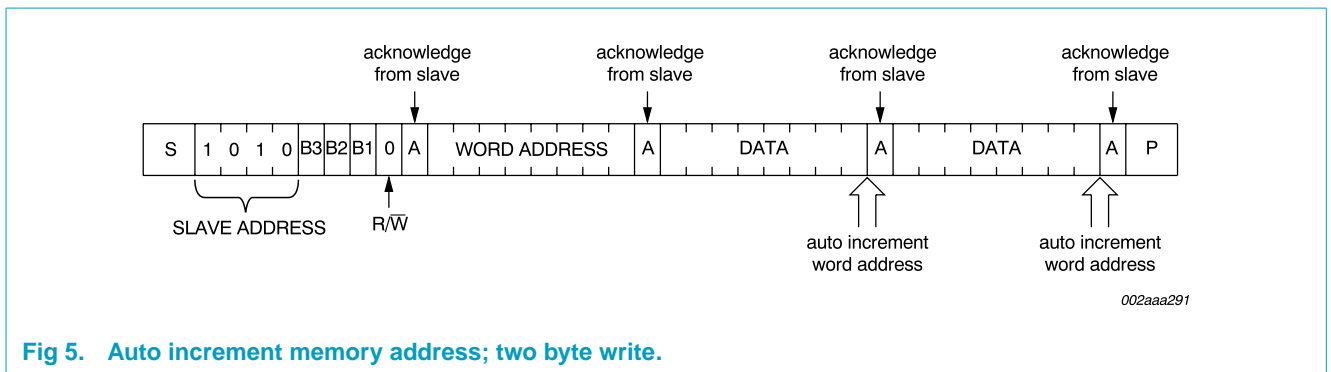 acknowledge from slave
acknowledge from slave
acknowledge from slave
acknowledge from slave
S 1 0 1 0 B3 B2 B1 0 A WORD ADDRESS A DATA A DATA A P
SLAVE ADDRESS
R/W̅
auto increment word address
auto increment word address
002aaa291
Fig 5. Auto increment memory address; two byte write.